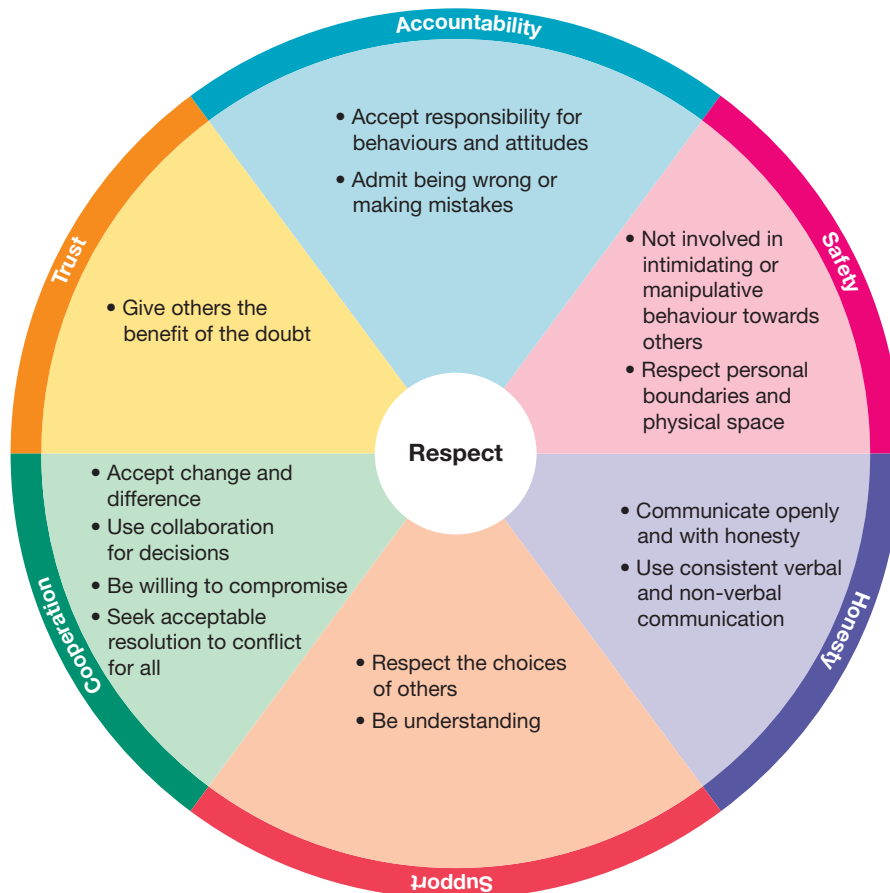 Accountability
• Accept responsibility for
behaviours and attitudes
• Admit being wrong or
making mistakes
Safety
• Not involved in
intimidating or
manipulative
behaviour towards
others
• Respect personal
boundaries and
physical space
Honesty
• Communicate openly
and with honesty
• Use consistent verbal
and non-verbal
communication
Support
• Respect the choices
of others
• Be understanding
Cooperation
• Accept change and
difference
• Use collaboration
for decisions
• Be willing to compromise
• Seek acceptable
resolution to conflict
for all
Trust
• Give others the
benefit of the doubt
Respect